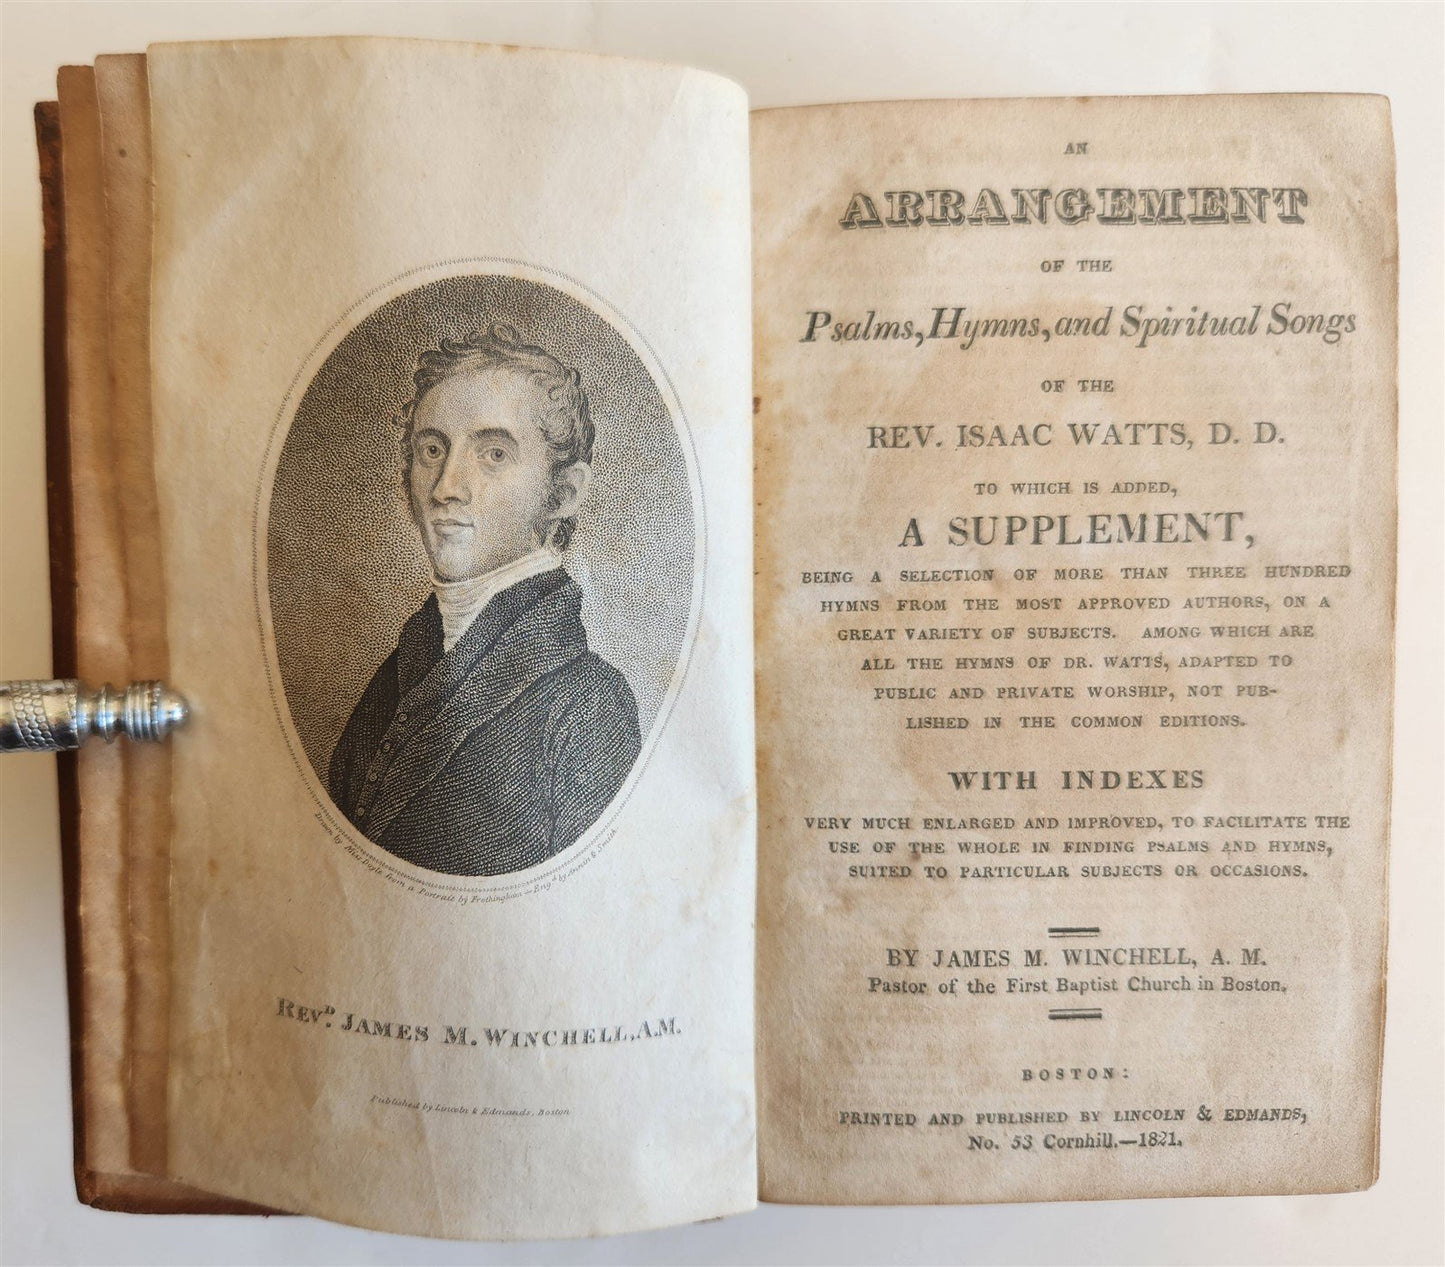 Drawn by Miss Doyle from a Portrait by Frothingham — Engd. by Annin & Smith.
REVD. JAMES M. WINCHELL, A.M.
Published by Lincoln & Edmands, Boston
AN
ARRANGEMENT
OF THE
Psalms, Hymns, and Spiritual Songs
OF THE
REV. ISAAC WATTS, D. D.
TO WHICH IS ADDED,
A SUPPLEMENT,
BEING A SELECTION OF MORE THAN THREE HUNDRED
HYMNS FROM THE MOST APPROVED AUTHORS, ON A
GREAT VARIETY OF SUBJECTS. AMONG WHICH ARE
ALL THE HYMNS OF DR. WATTS, ADAPTED TO
PUBLIC AND PRIVATE WORSHIP, NOT PUB-
LISHED IN THE COMMON EDITIONS.
WITH INDEXES
VERY MUCH ENLARGED AND IMPROVED, TO FACILITATE THE
USE OF THE WHOLE IN FINDING PSALMS AND HYMNS,
SUITED TO PARTICULAR SUBJECTS OR OCCASIONS.
BY JAMES M. WINCHELL, A. M.
Pastor of the First Baptist Church in Boston.
BOSTON:
PRINTED AND PUBLISHED BY LINCOLN & EDMANDS,
No. 53 Cornhill.—1821.